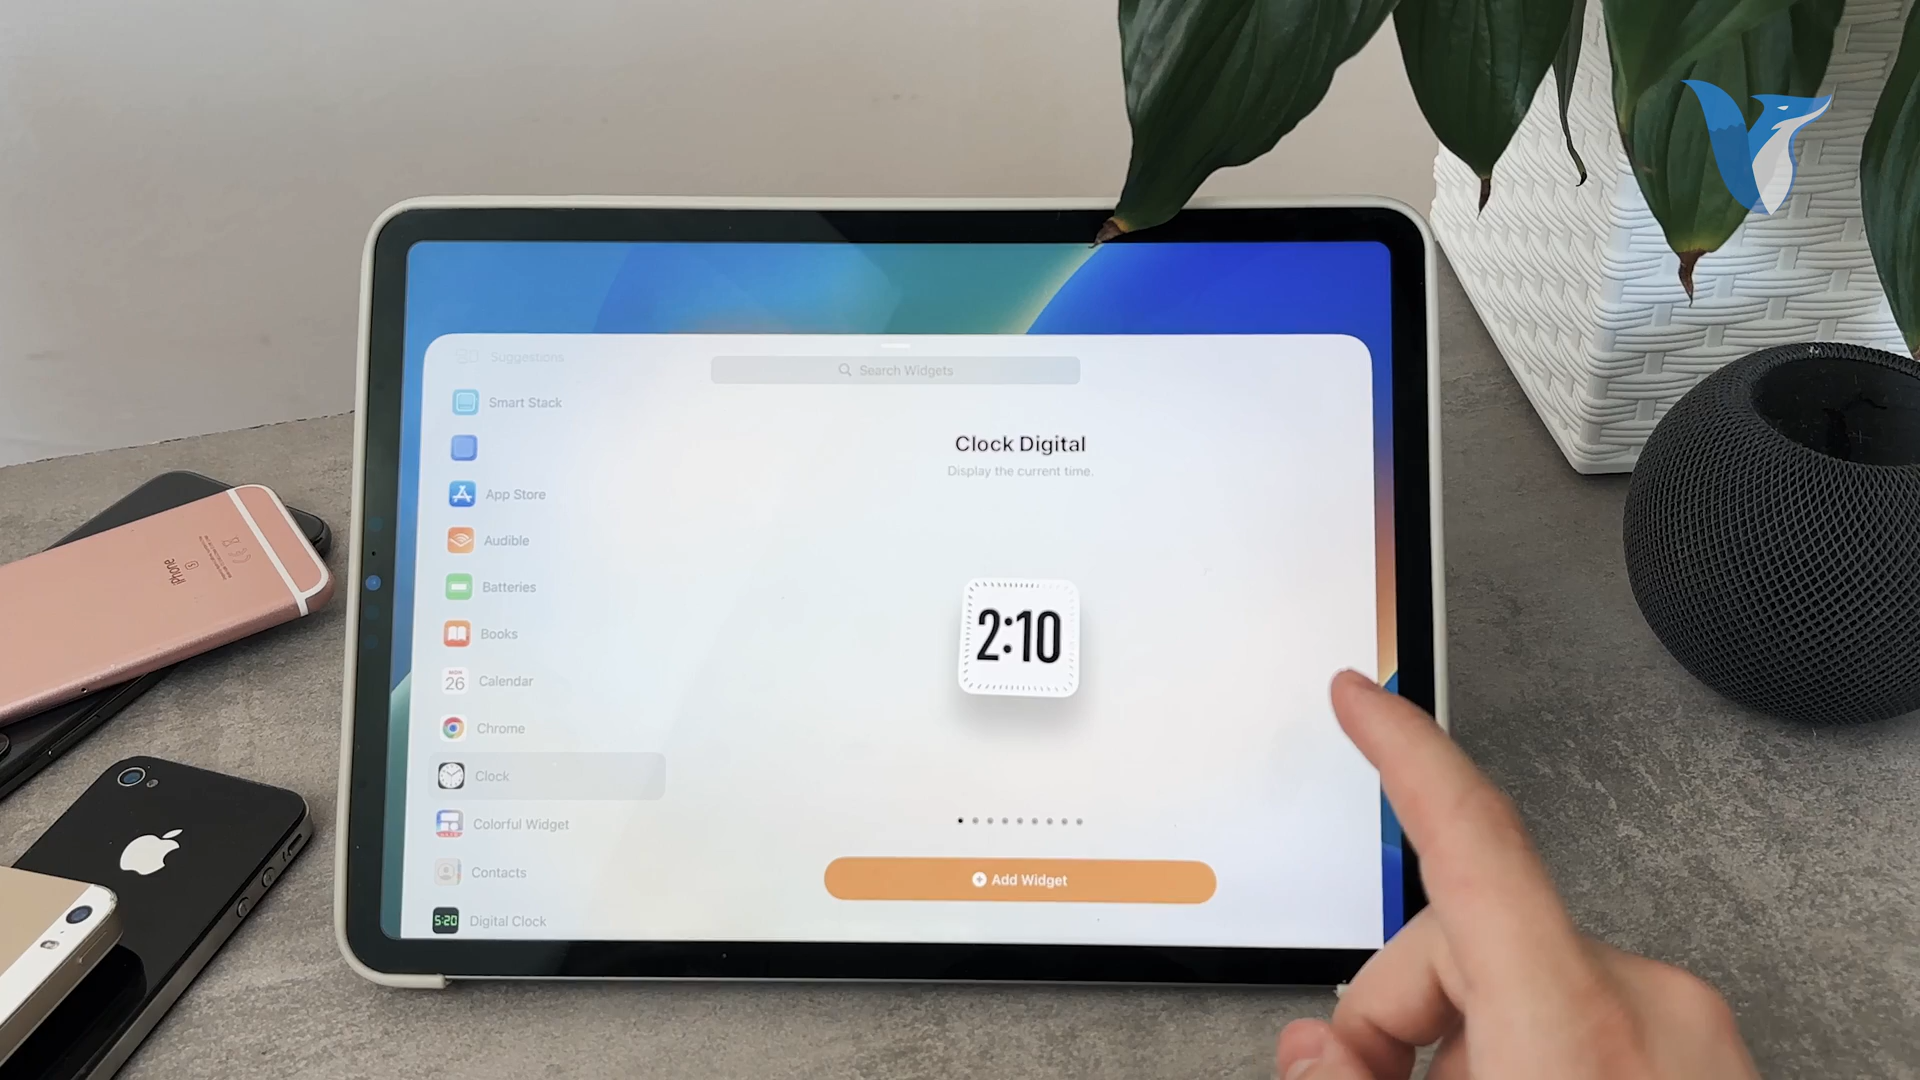 Suggestions
Search Widgets
Smart Stack
App Store
Audible
Batteries
Books
MON
26
Calendar
Chrome
Clock
Colorful Widget
Contacts
5:20
Digital Clock
Clock Digital
Display the current time.
2:10
Add Widget
iPhone
S